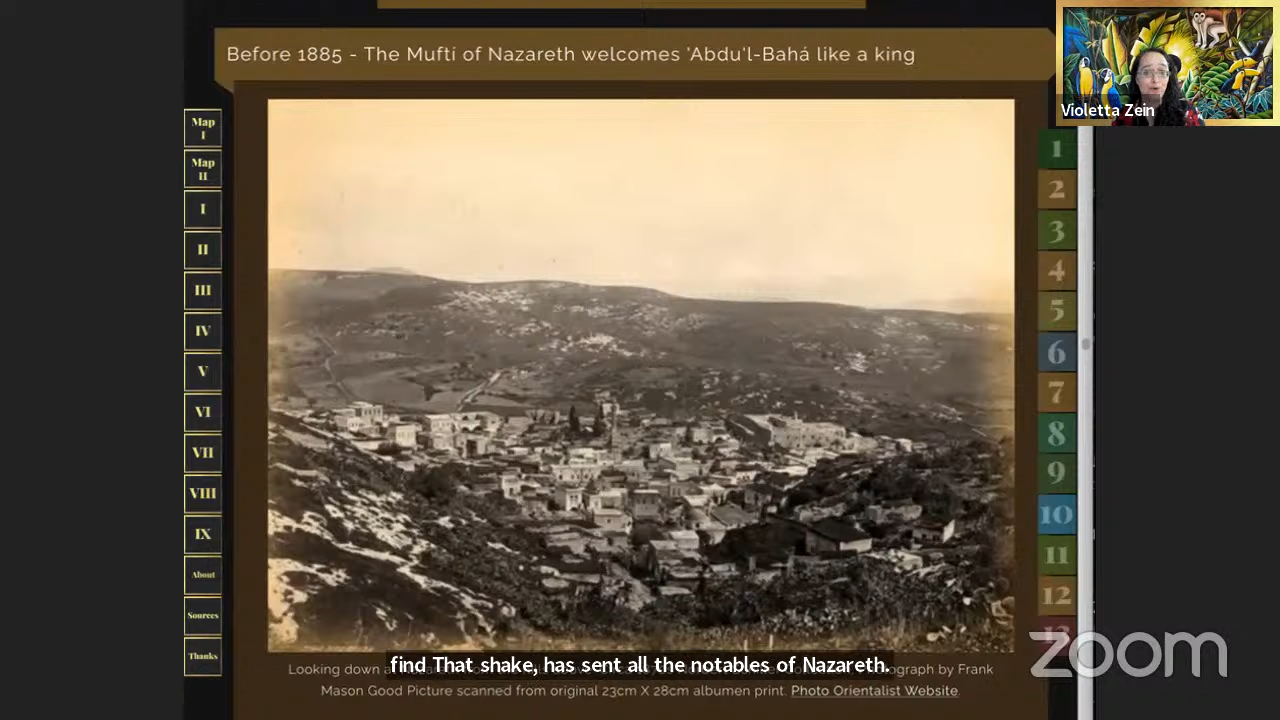 Before 1885 - The Muftí of Nazareth welcomes 'Abdu'l-Bahá like a king
Violetta Zein
Map
I
Map
II
I
II
III
IV
V
VI
VII
VIII
IX
About
Sources
Thanks
1
2
3
4
5
6
7
8
9
10
11
12
find That shake, has sent all the notables of Nazareth.
Looking down
ograph by Frank
Mason Good Picture scanned from original 23cm X 28cm albumen print. Photo Orientalist Website.
zoom